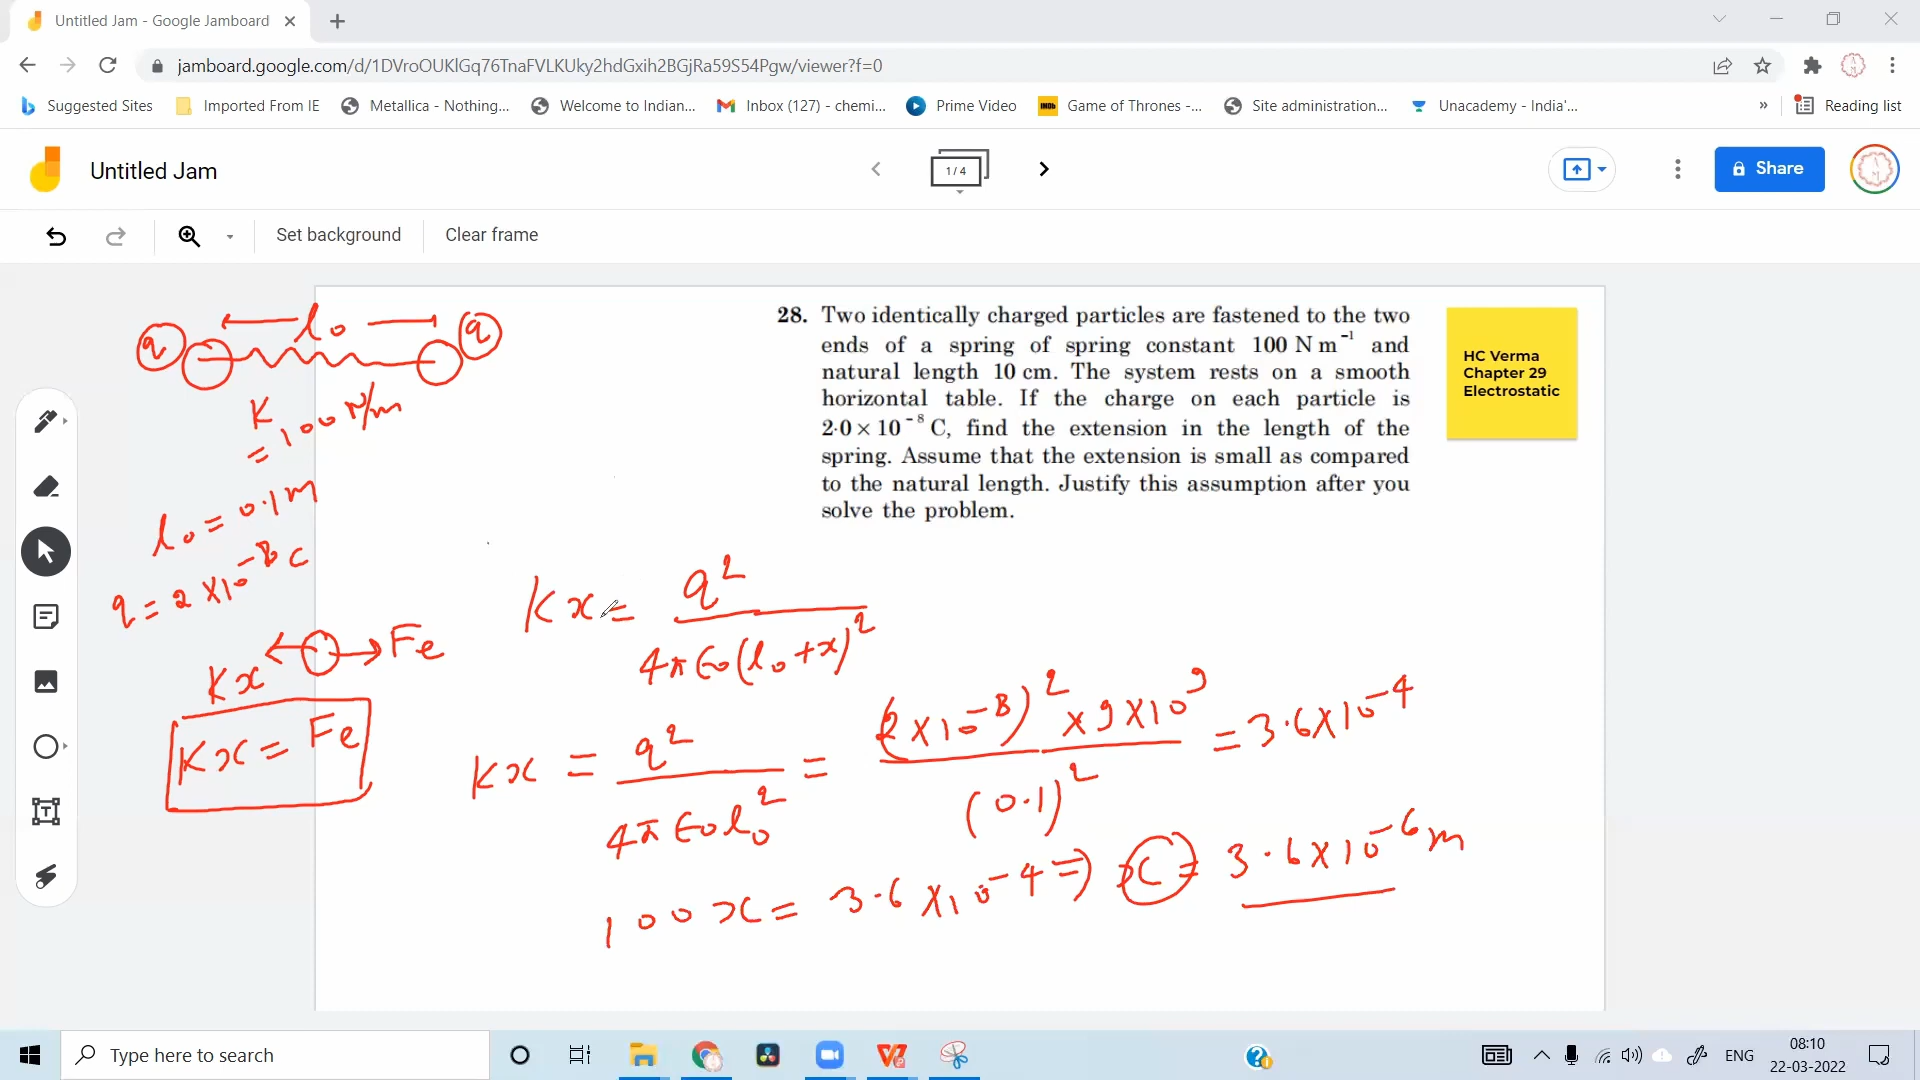 Untitled Jam - Google Jamboard
jamboard.google.com/d/1DVroOUKlGq76TnaFVLKUky2hdGxih2BGjRa59S54Pgw/viewer?f=0
Suggested Sites Imported From IE Metallica - Nothing... Welcome to Indian... Inbox (127) - chemi... Prime Video Game of Thrones -... Site administration... Unacademy - India'... » Reading list
Untitled Jam
1 / 4
Share
Set background Clear frame
28. Two identically charged particles are fastened to the two
ends of a spring of spring constant 100 N m⁻¹ and
natural length 10 cm. The system rests on a smooth
horizontal table. If the charge on each particle is
2·0 × 10⁻⁸ C, find the extension in the length of the
spring. Assume that the extension is small as compared
to the natural length. Justify this assumption after you
solve the problem.
HC Verma
Chapter 29
Electrostatic
q l₀ q
K
= 100 N/m
l₀ = 0.1 m
q = 2 × 10⁻⁸ C
Kx Fe
Kx = Fe
Kx = q² / 4π ϵ₀ (l₀ + x)²
Kx = q² / 4π ϵ₀ l₀² = (2 × 10⁻⁸)² × 9 × 10⁹ / (0.1)² = 3.6 × 10⁻⁴
100 x = 3.6 × 10⁻⁴ ⇒ x = 3.6 × 10⁻⁶ m
Type here to search
ENG
08:10
22-03-2022